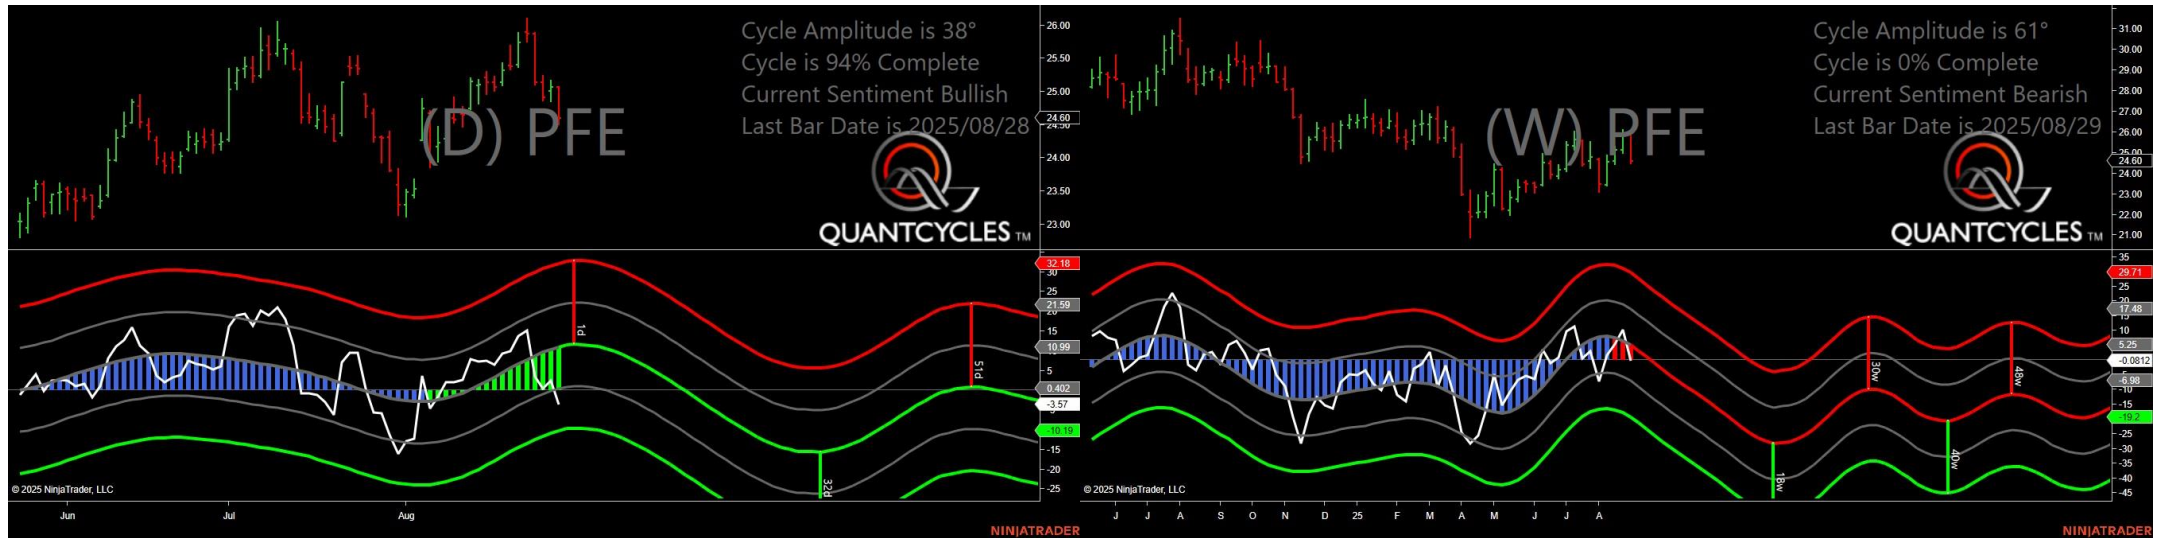 Cycle Amplitude is 38°
Cycle is 94% Complete
Current Sentiment Bullish
Last Bar Date is 2025/08/28
(D) PFE
QUANTCYCLES TM
26.00
25.50
25.00
24.60
24.00
23.50
23.00
32.18
30
25
21.59
15
10.99
5
0.402
-3.57
-10.19
-15
-20
-25
1d
32d
51d
© 2025 NinjaTrader, LLC
Jun Jul Aug
NINJATRADER
Cycle Amplitude is 61°
Cycle is 0% Complete
Current Sentiment Bearish
Last Bar Date is 2025/08/29
(W) PFE
QUANTCYCLES TM
31.00
30.00
29.00
28.00
27.00
26.00
25.00
24.60
24.00
23.00
22.00
21.00
35
29.71
25
20
17.48
15
10
5.25
-0.0812
-6.98
-10
-15
-19.2
-25
-30
-35
-40
-45
18w
30w
40w
48w
© 2025 NinjaTrader, LLC
J J A S O N D 25 F M A M J J A
NINJATRADER